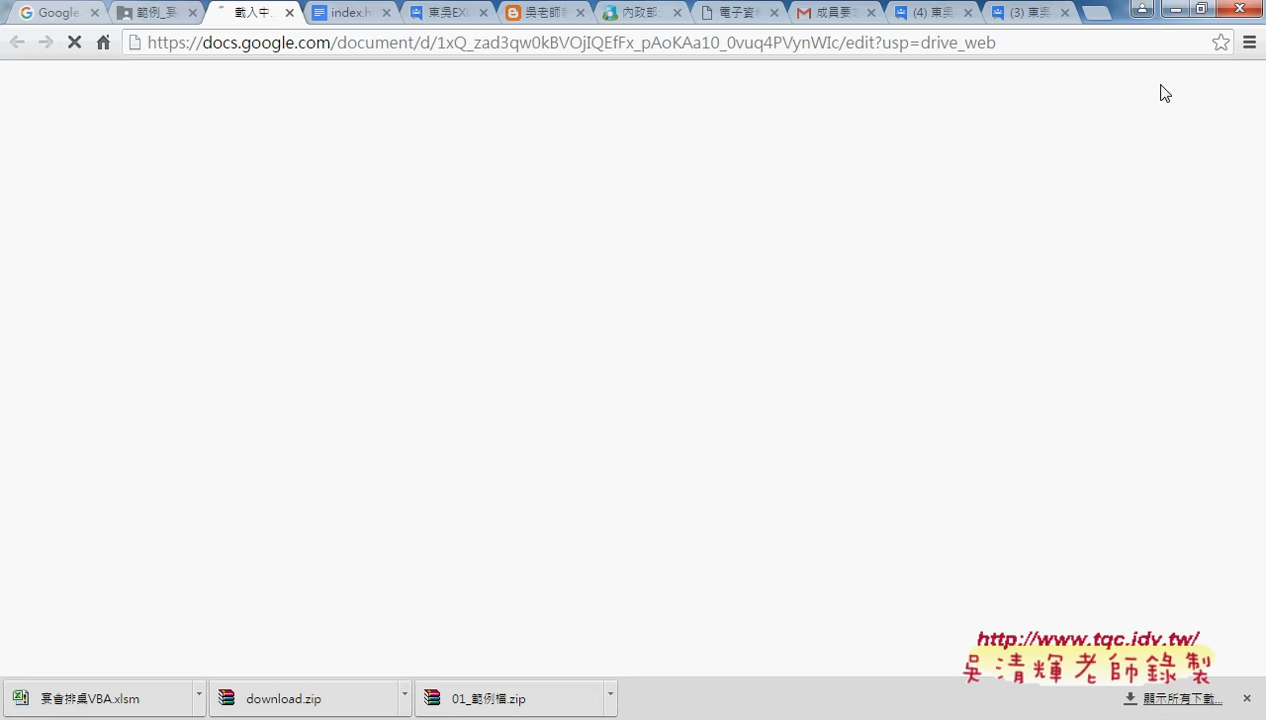 Google
範例_宴
載入中
index.h
東吳EXC
吳老師
內政部
電子資
成員要
(4) 東吳
(3) 東吳
https://docs.google.com/document/d/1xQ_zad3qw0kBVOjIQEfFx_pAoKAa10_0vuq4PVynWIc/edit?usp=drive_web
http://www.tqc.idv.tw/
吳清輝老師錄製
宴會排桌VBA.xlsm
download.zip
01_範例檔.zip
顯示所有下載...